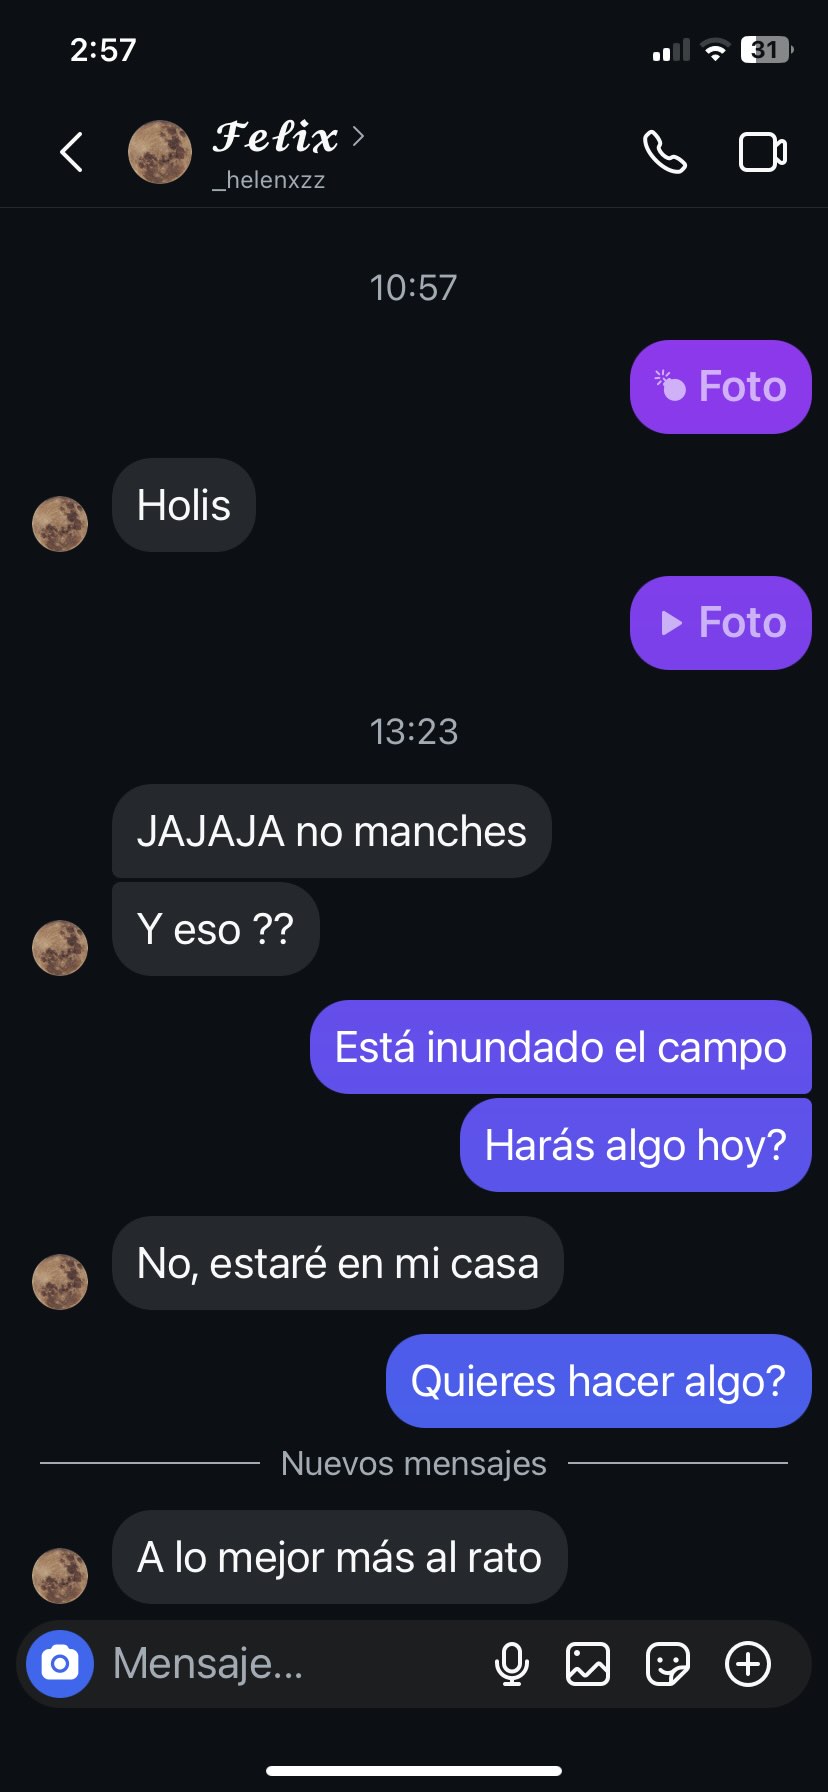 2:57
31
𝓕𝓮𝓵𝓲𝔁
_helenxzz
10:57
Foto
Holis
Foto
13:23
JAJAJA no manches
Y eso ??
Está inundado el campo
Harás algo hoy?
No, estaré en mi casa
Quieres hacer algo?
Nuevos mensajes
A lo mejor más al rato
Mensaje...